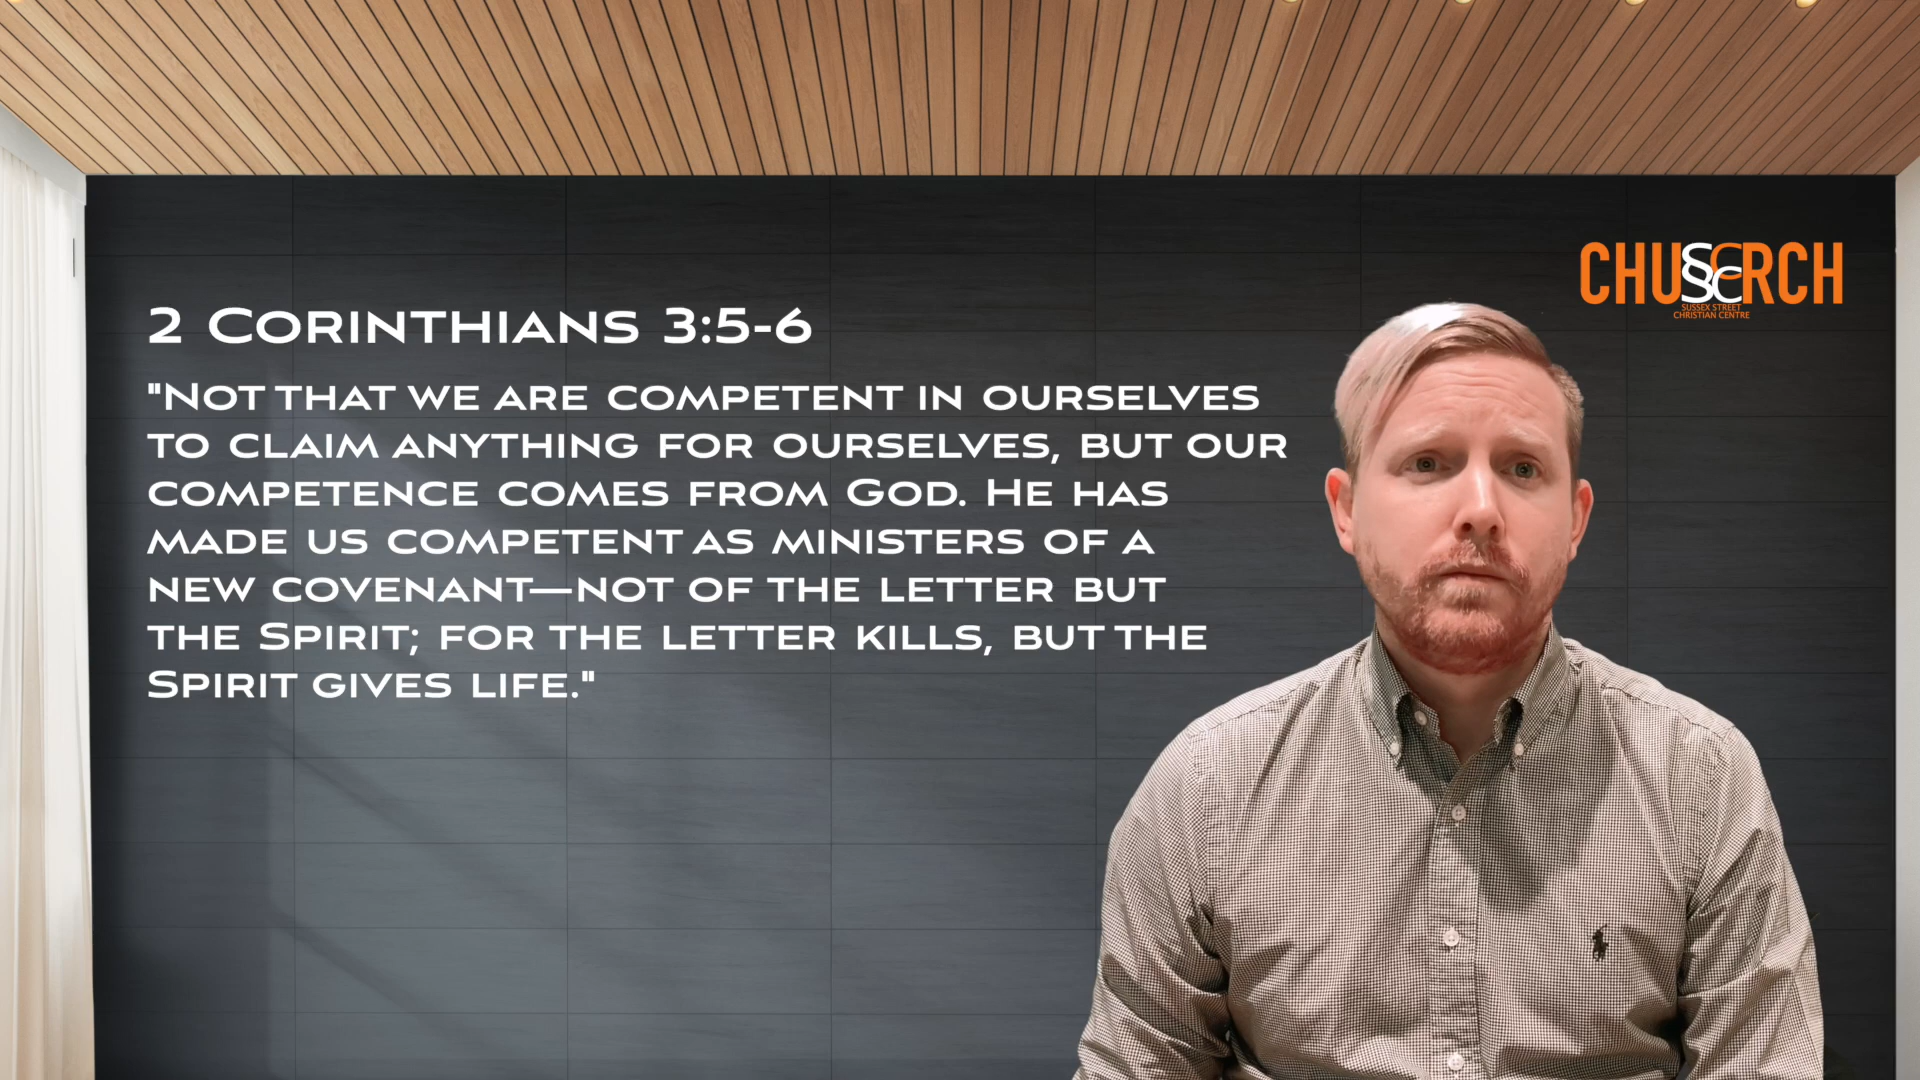 CHUSSCCRCH
SUSSEX STREET
CHRISTIAN CENTRE
2 Corinthians 3:5-6
"Not that we are competent in ourselves
to claim anything for ourselves, but our
competence comes from God. He has
made us competent as ministers of a
new covenant—not of the letter but
the Spirit; for the letter kills, but the
Spirit gives life."